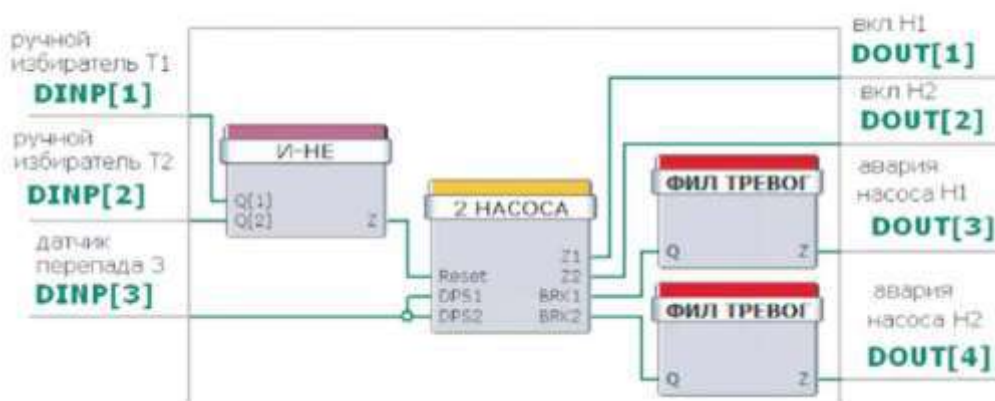 ручной
избиратель Т1
DINP[1]
ручной
избиратель Т2
DINP[2]
датчик
перепада 3
DINP[3]
И-НЕ
Q[1]
Q[2] Z
2 НАСОСА
Z1
Reset Z2
DPS1 BRK1
DPS2 BRK2
ФИЛ ТРЕВОГ
Q Z
ФИЛ ТРЕВОГ
Q Z
вкл Н1
DOUT[1]
вкл Н2
DOUT[2]
авария
насоса Н1
DOUT[3]
авария
насоса Н2
DOUT[4]